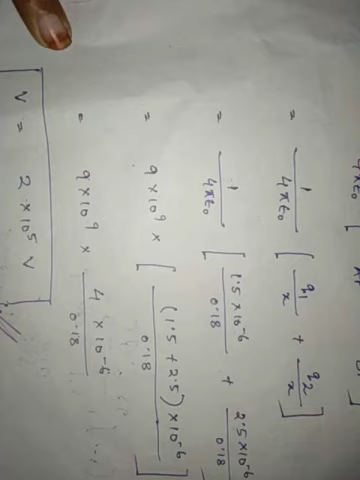 = 1/4πε₀ [ q₁/x + q₂/x ]
= 1/4πε₀ [ 1.5×10⁻⁶/0.18 + 2.5×10⁻⁶/0.18
= 9×10⁹ × [ (1.5 + 2.5)×10⁻⁶/0.18 ]
= 9×10⁹ × 4×10⁻⁶/0.18
V = 2×10⁵ V